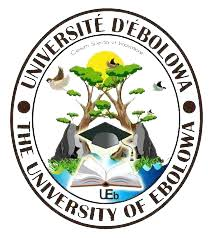 UNIVERSITÉ D'ÉBOLOWA
THE UNIVERSITY OF EBOLOWA
UEb